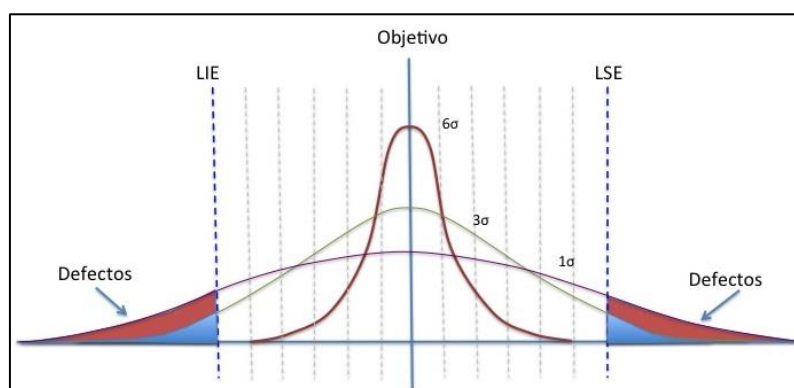 Objetivo
LIE
LSE
6σ
3σ
1σ
Defectos
Defectos